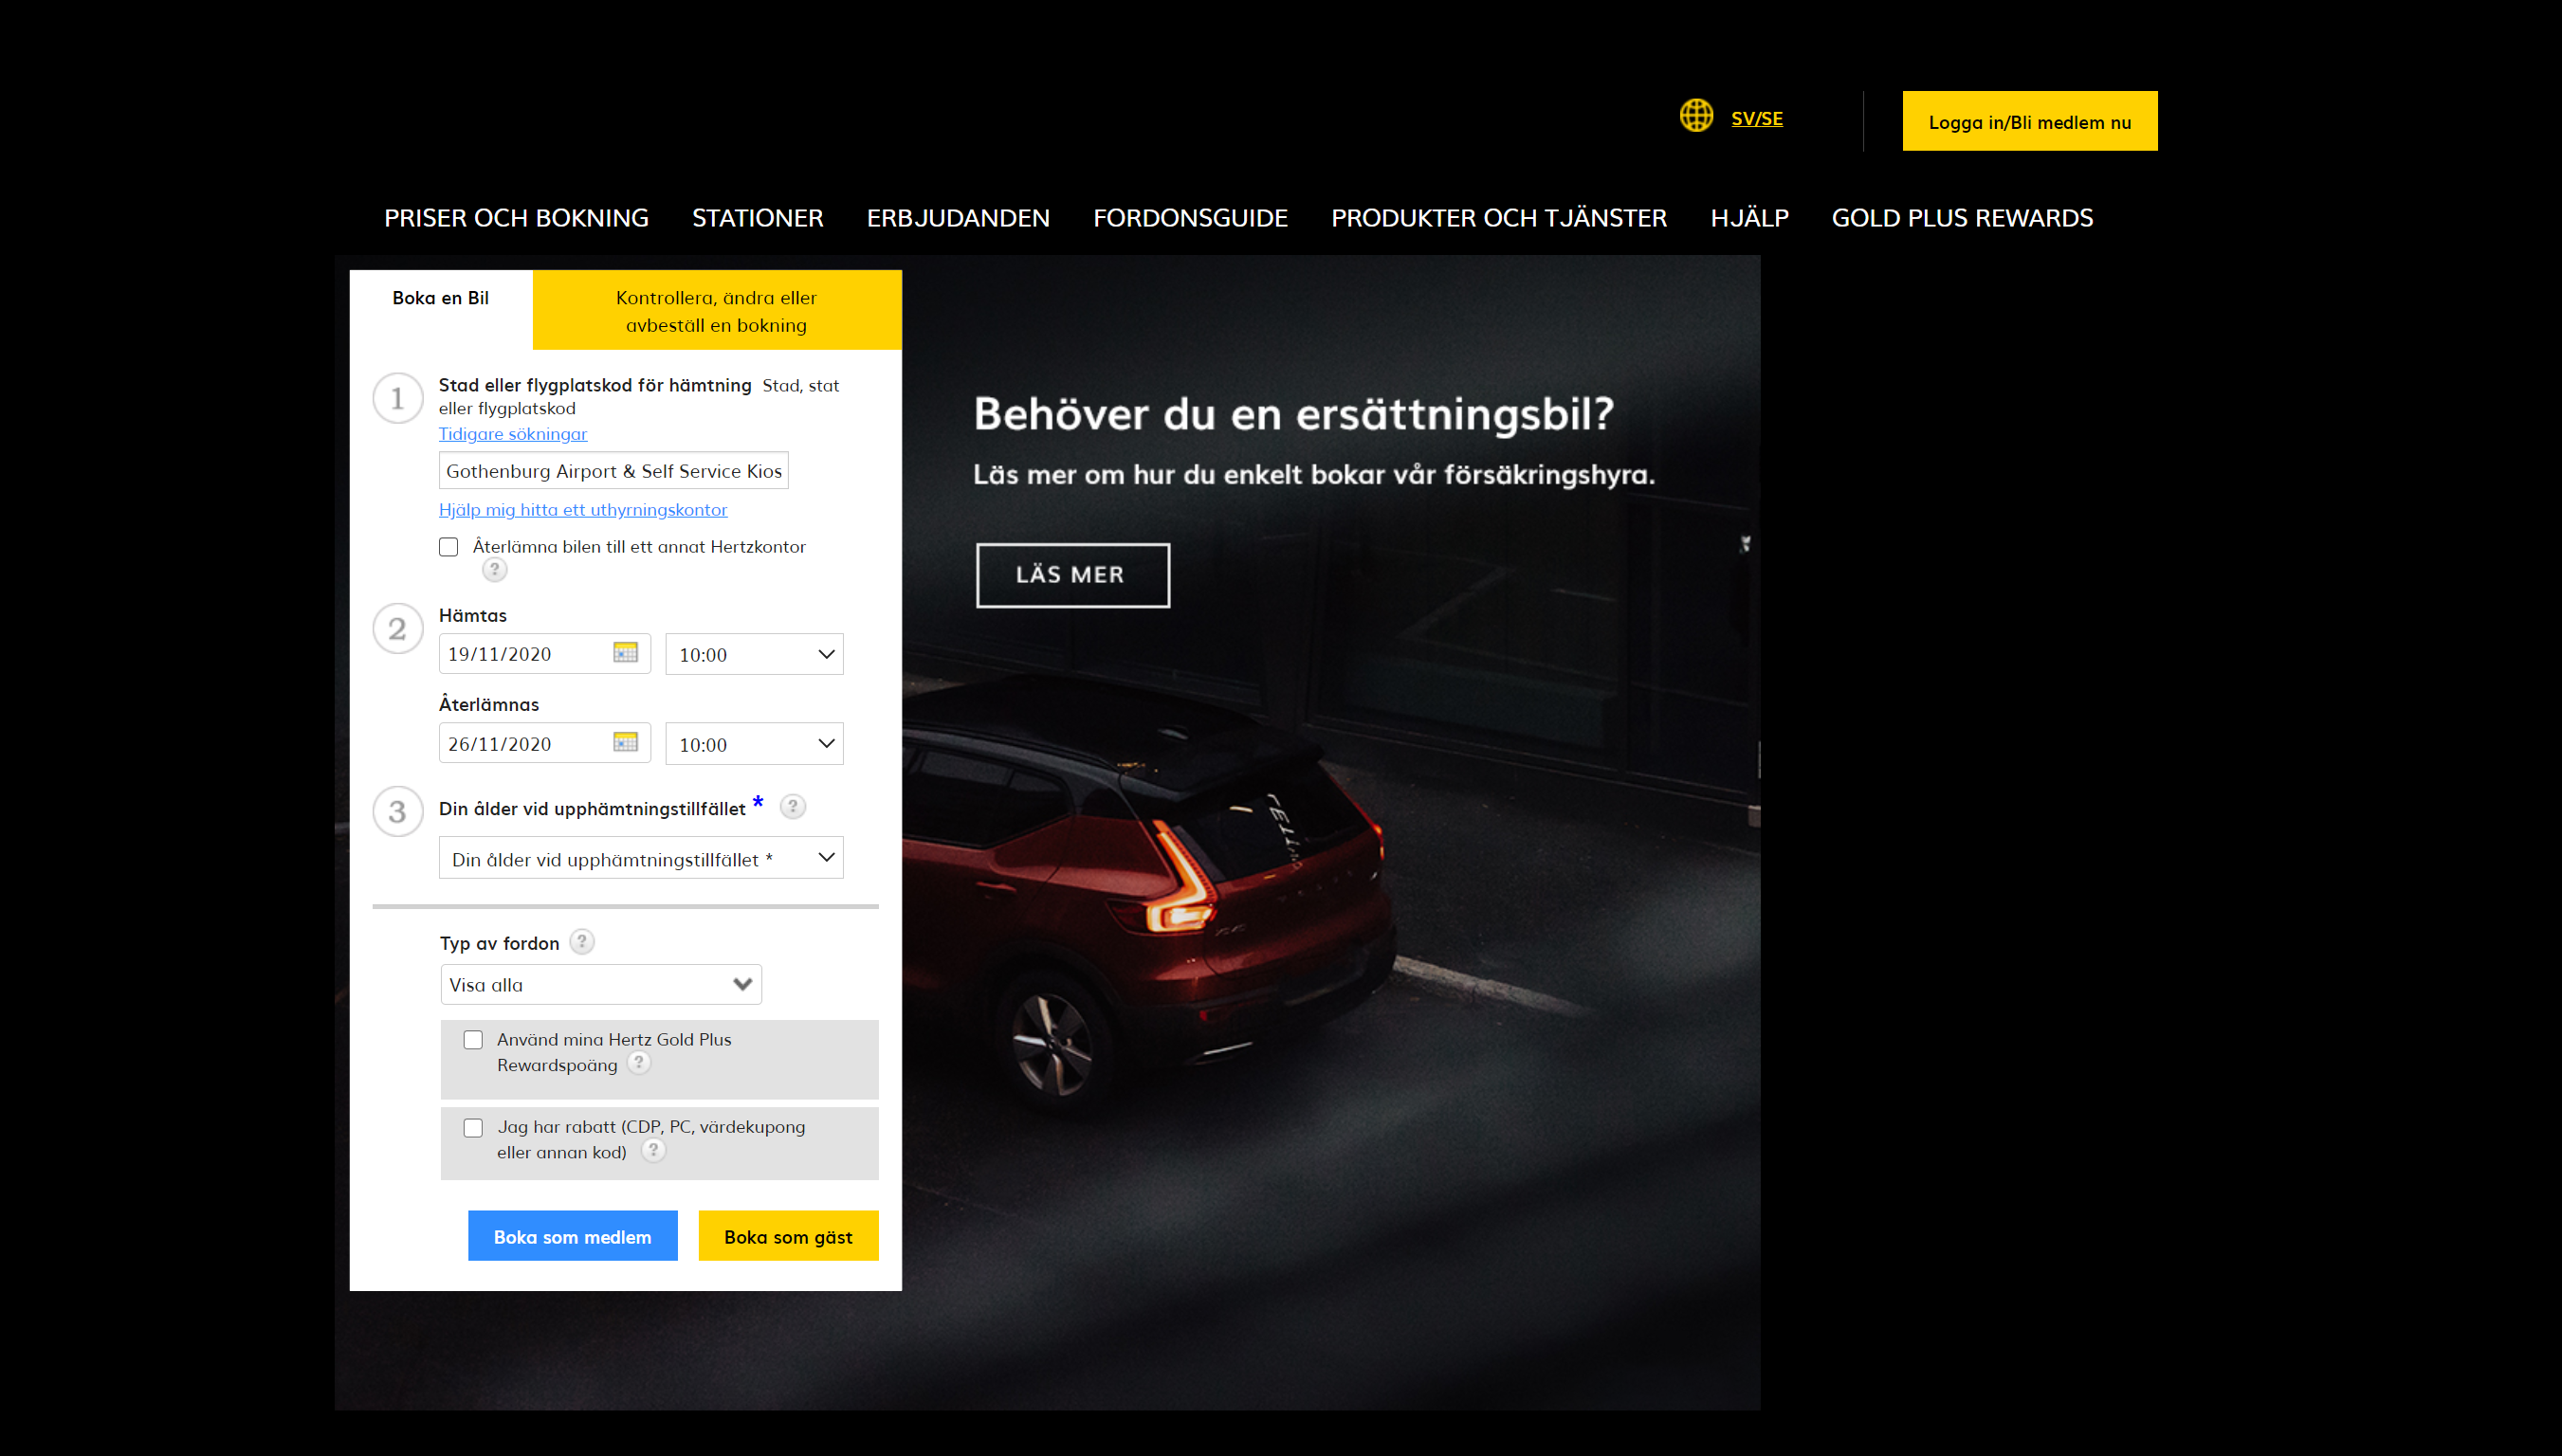 SV/SE
Logga in/Bli medlem nu
PRISER OCH BOKNING STATIONER ERBJUDANDEN FORDONSGUIDE PRODUKTER OCH TJÄNSTER HJÄLP GOLD PLUS REWARDS
Boka en Bil
Kontrollera, ändra eller
avbeställ en bokning
1
Stad eller flygplatskod för hämtning Stad, stat
eller flygplatskod
Tidigare sökningar
Gothenburg Airport & Self Service Kios
Hjälp mig hitta ett uthyrningskontor
Återlämna bilen till ett annat Hertzkontor
?
2
Hämtas
19/11/2020 10:00
Återlämnas
26/11/2020 10:00
3
Din ålder vid upphämtningstillfället * ?
Din ålder vid upphämtningstillfället *
Typ av fordon ?
Visa alla
Använd mina Hertz Gold Plus
Rewardspoäng ?
Jag har rabatt (CDP, PC, värdekupong
eller annan kod) ?
Boka som medlem Boka som gäst
Behöver du en ersättningsbil?
Läs mer om hur du enkelt bokar vår försäkringshyra.
LÄS MER